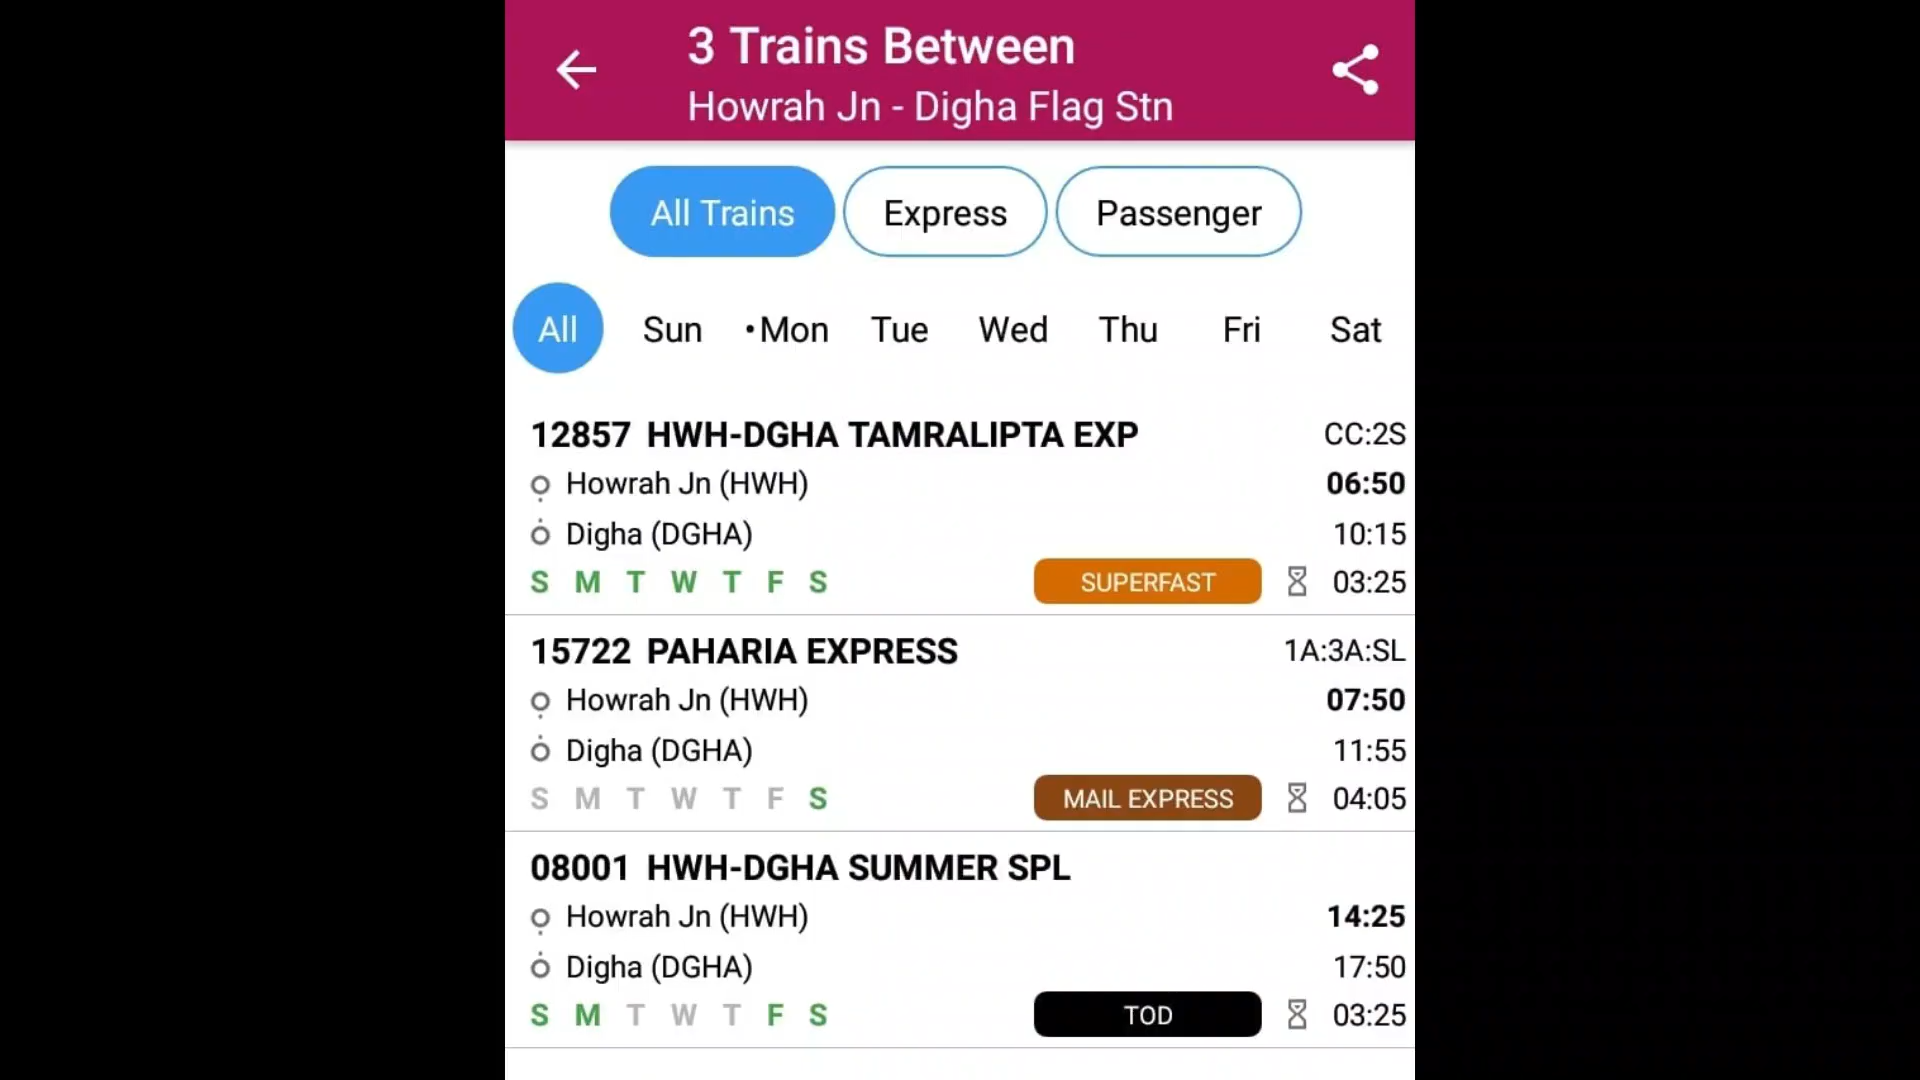 3 Trains Between
Howrah Jn - Digha Flag Stn
All Trains Express Passenger
All Sun •Mon Tue Wed Thu Fri Sat
12857 HWH-DGHA TAMRALIPTA EXP CC:2S
Howrah Jn (HWH) 06:50
Digha (DGHA) 10:15
S M T W T F S SUPERFAST 03:25
15722 PAHARIA EXPRESS 1A:3A:SL
Howrah Jn (HWH) 07:50
Digha (DGHA) 11:55
S M T W T F S MAIL EXPRESS 04:05
08001 HWH-DGHA SUMMER SPL
Howrah Jn (HWH) 14:25
Digha (DGHA) 17:50
S M T W T F S TOD 03:25